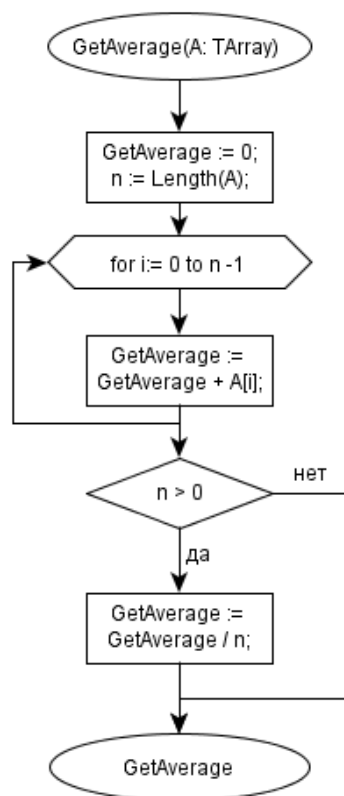 GetAverage(A: TArray)
GetAverage := 0;
n := Length(A);
for i:= 0 to n -1
GetAverage :=
GetAverage + A[i];
нет
n > 0
да
GetAverage :=
GetAverage / n;
GetAverage